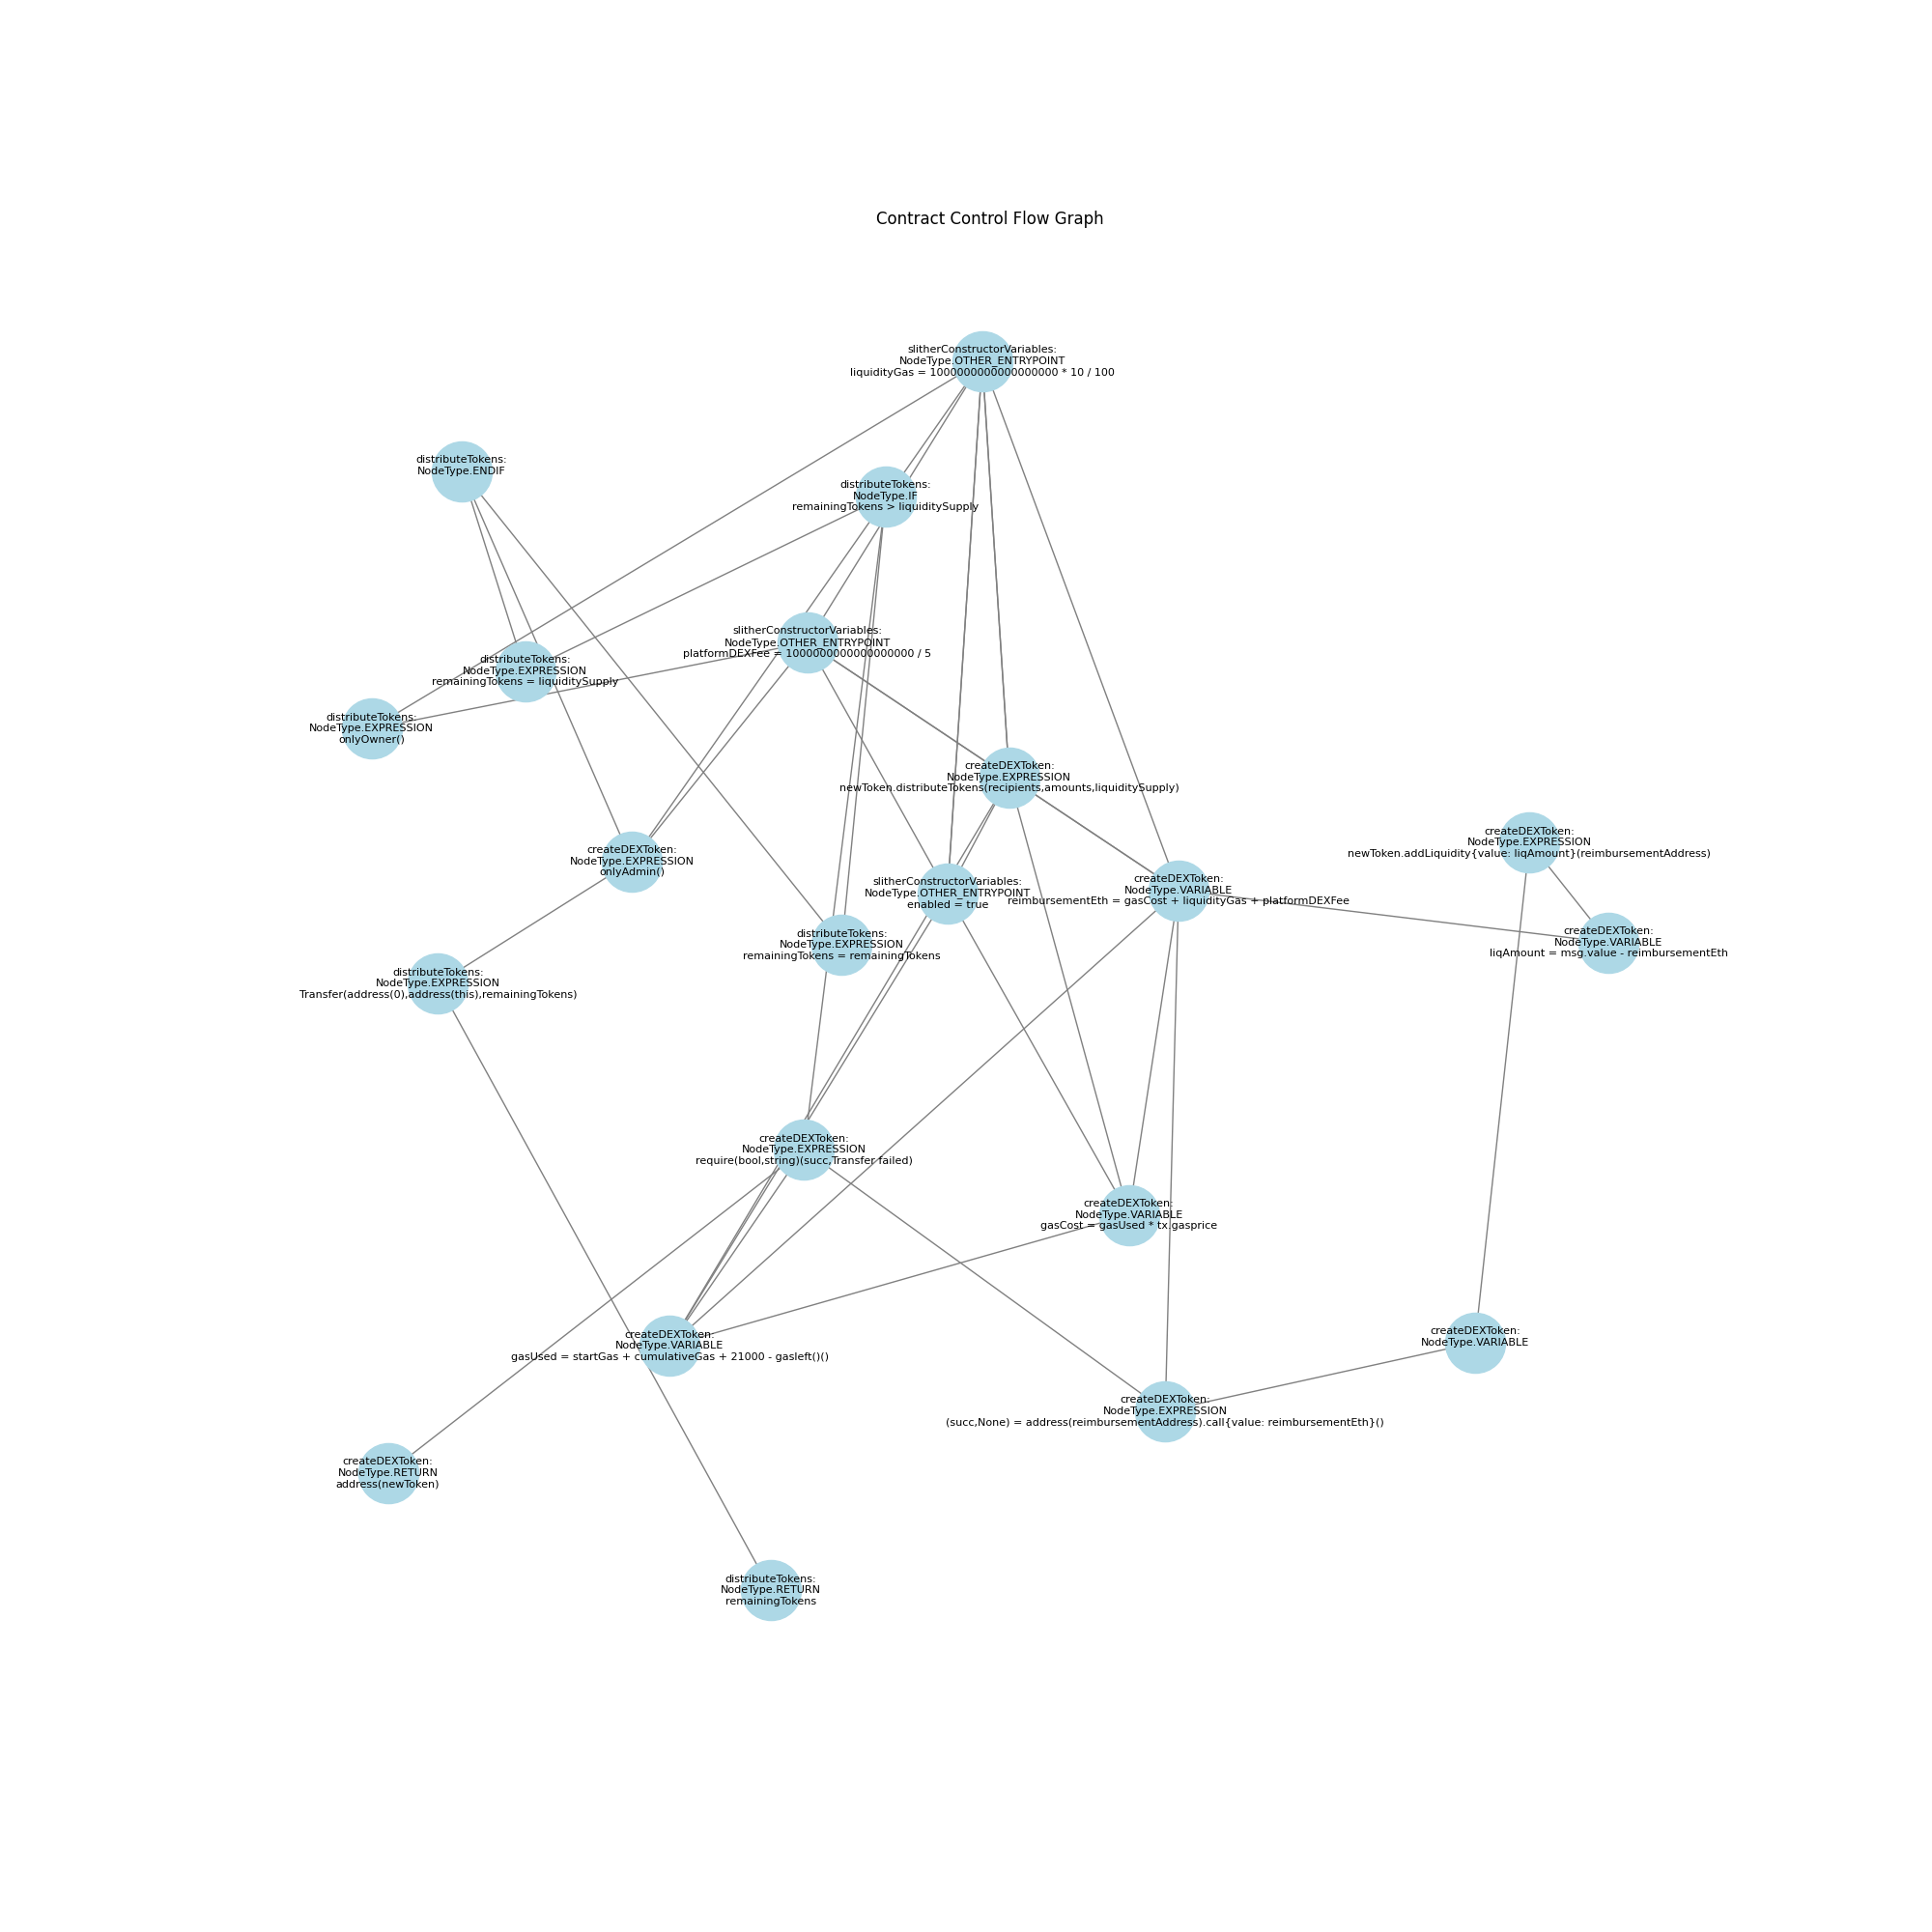 Contract Control Flow Graph
slitherConstructorVariables:
NodeType.OTHER_ENTRYPOINT
liquidityGas = 1000000000000000000 * 10 / 100
distributeTokens:
NodeType.ENDIF
distributeTokens:
NodeType.IF
remainingTokens > liquiditySupply
slitherConstructorVariables:
NodeType.OTHER_ENTRYPOINT
platformDEXFee = 1000000000000000000 / 5
distributeTokens:
NodeType.EXPRESSION
remainingTokens = liquiditySupply
distributeTokens:
NodeType.EXPRESSION
onlyOwner()
createDEXToken:
NodeType.EXPRESSION
newToken.distributeTokens(recipients,amounts,liquiditySupply)
createDEXToken:
NodeType.EXPRESSION
newToken.addLiquidity{value: liqAmount}(reimbursementAddress)
createDEXToken:
NodeType.EXPRESSION
onlyAdmin()
slitherConstructorVariables:
NodeType.OTHER_ENTRYPOINT
enabled = true
createDEXToken:
NodeType.VARIABLE
reimbursementEth = gasCost + liquidityGas + platformDEXFee
distributeTokens:
NodeType.EXPRESSION
remainingTokens = remainingTokens
createDEXToken:
NodeType.VARIABLE
liqAmount = msg.value - reimbursementEth
distributeTokens:
NodeType.EXPRESSION
Transfer(address(0),address(this),remainingTokens)
createDEXToken:
NodeType.EXPRESSION
require(bool,string)(succ,Transfer failed)
createDEXToken:
NodeType.VARIABLE
gasCost = gasUsed * tx.gasprice
createDEXToken:
NodeType.VARIABLE
gasUsed = startGas + cumulativeGas + 21000 - gasleft()()
createDEXToken:
NodeType.VARIABLE
createDEXToken:
NodeType.EXPRESSION
(succ,None) = address(reimbursementAddress).call{value: reimbursementEth}()
createDEXToken:
NodeType.RETURN
address(newToken)
distributeTokens:
NodeType.RETURN
remainingTokens